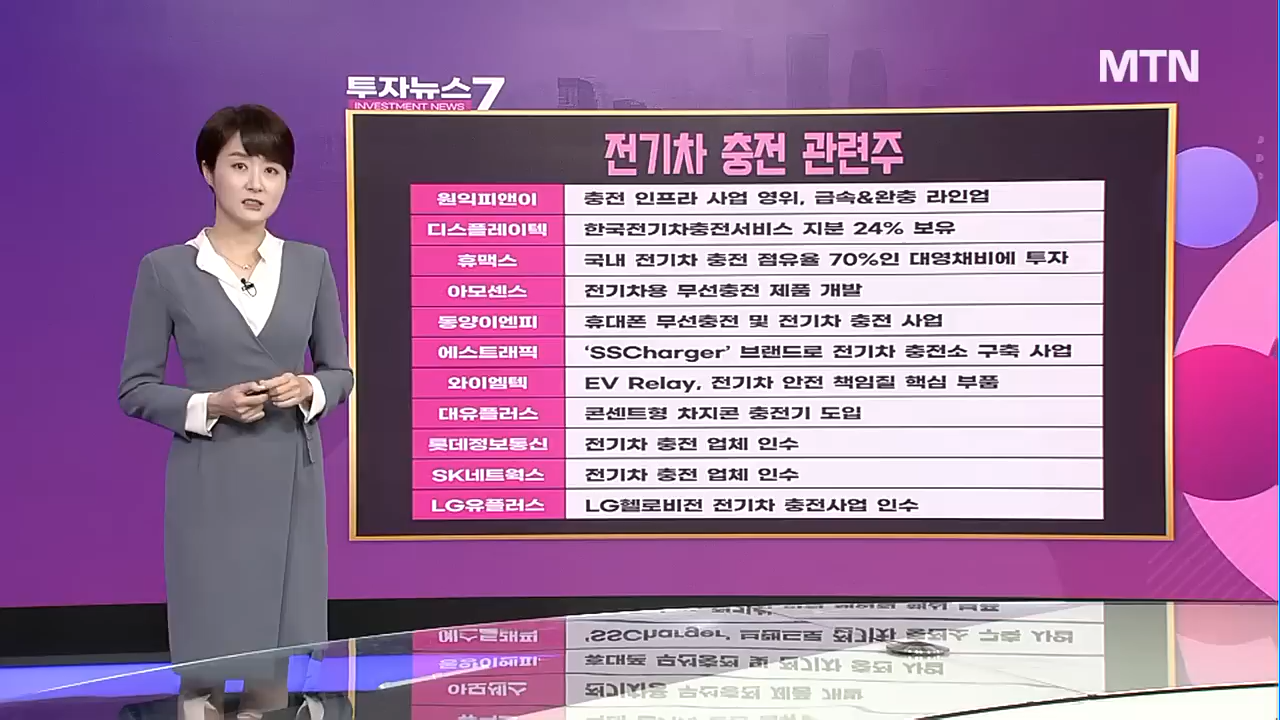 MTN
투자뉴스 7
INVESTMENT NEWS
전기차 충전 관련주
원익피앤이 충전 인프라 사업 영위, 급속&완충 라인업
디스플레이텍 한국전기차충전서비스 지분 24% 보유
휴맥스 국내 전기차 충전 점유율 70%인 대영채비에 투자
아모센스 전기차용 무선충전 제품 개발
동양이엔피 휴대폰 무선충전 및 전기차 충전 사업
에스트래픽 ‘SSCharger’ 브랜드로 전기차 충전소 구축 사업
와이엠텍 EV Relay, 전기차 안전 책임질 핵심 부품
대유플러스 콘센트형 차지콘 충전기 도입
롯데정보통신 전기차 충전 업체 인수
SK네트웍스 전기차 충전 업체 인수
LG유플러스 LG헬로비전 전기차 충전사업 인수